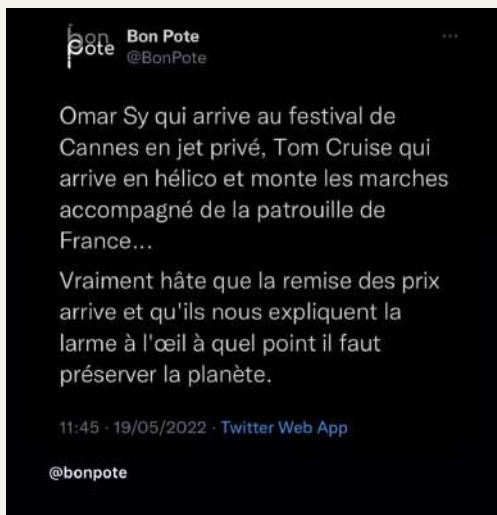 bon
pote
Bon Pote
@BonPote
Omar Sy qui arrive au festival de
Cannes en jet privé, Tom Cruise qui
arrive en hélico et monte les marches
accompagné de la patrouille de
France...
Vraiment hâte que la remise des prix
arrive et qu'ils nous expliquent la
larme à l'œil à quel point il faut
préserver la planète.
11:45 · 19/05/2022 · Twitter Web App
@bonpote